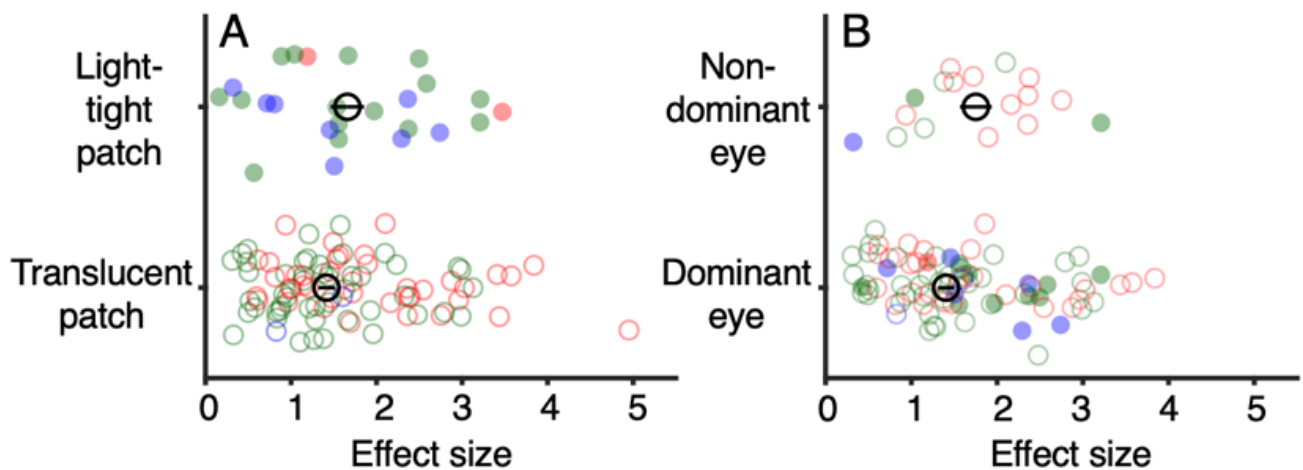 A
Light-
tight
patch
Translucent
patch
0 1 2 3 4 5
Effect size
B
Non-
dominant
eye
Dominant
eye
0 1 2 3 4 5
Effect size